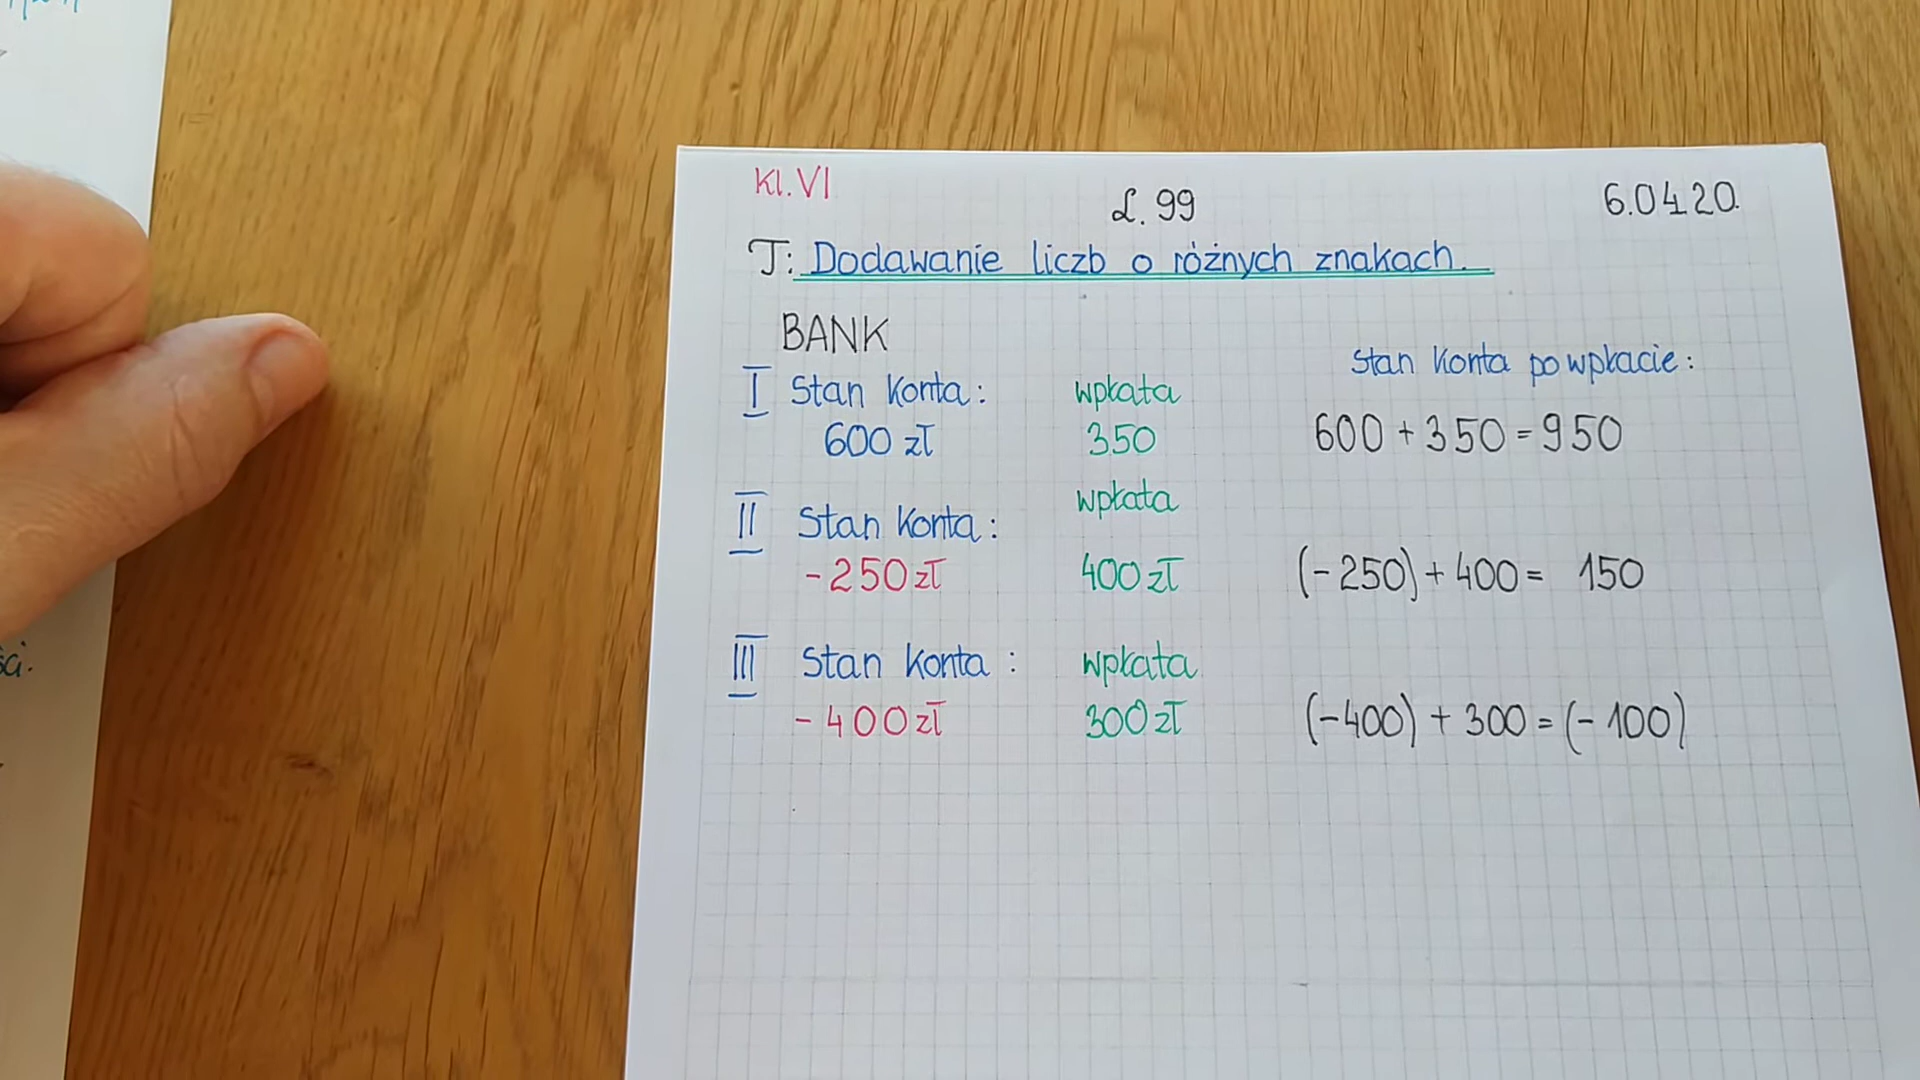 Kl. VI
L. 99
6.04.20.
T: Dodawanie liczb o różnych znakach.
BANK
Stan konta po wpłacie:
I Stan konta: wpłata
600 zł 350 600 + 350 = 950
II Stan konta: wpłata
-250 zł 400 zł (-250) + 400 = 150
III Stan konta: wpłata
-400 zł 300 zł (-400) + 300 = (-100)